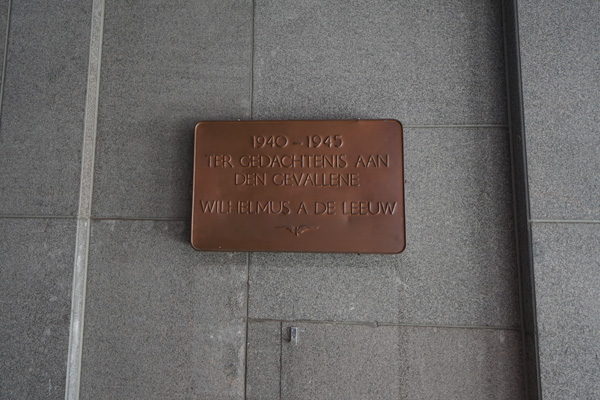 1940 - 1945
TER GEDACHTENIS AAN
DEN GEVALLENE
WILHELMUS A DE LEEUW